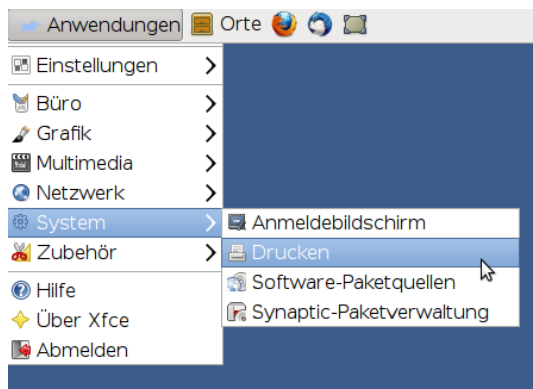 Anwendungen Orte
Einstellungen
Büro
Grafik
Multimedia
Netzwerk
System
Zubehör
Hilfe
Über Xfce
Abmelden
Anmeldebildschirm
Drucken
Software-Paketquellen
Synaptic-Paketverwaltung